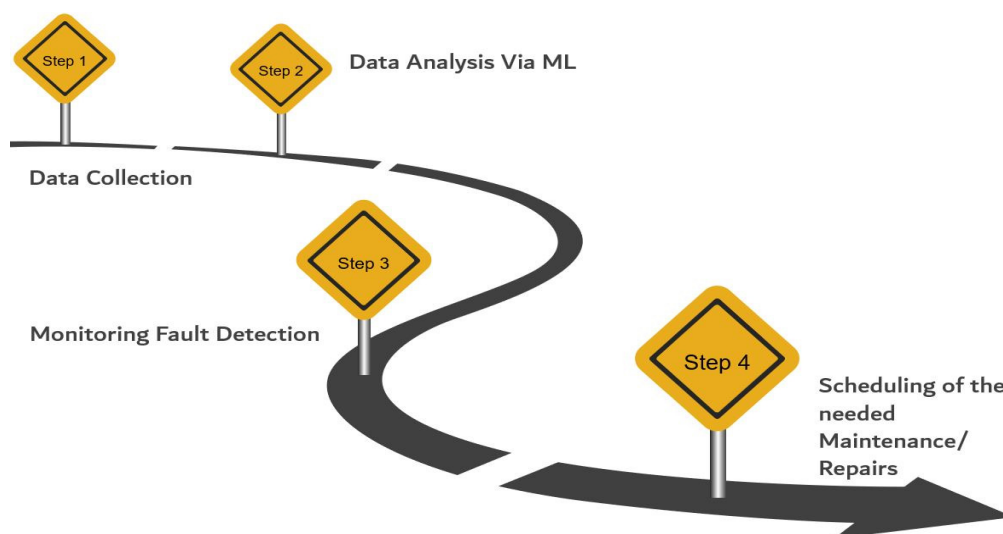 Step 1
Data Collection
Step 2
Data Analysis Via ML
Step 3
Monitoring Fault Detection
Step 4
Scheduling of the
needed
Maintenance/
Repairs